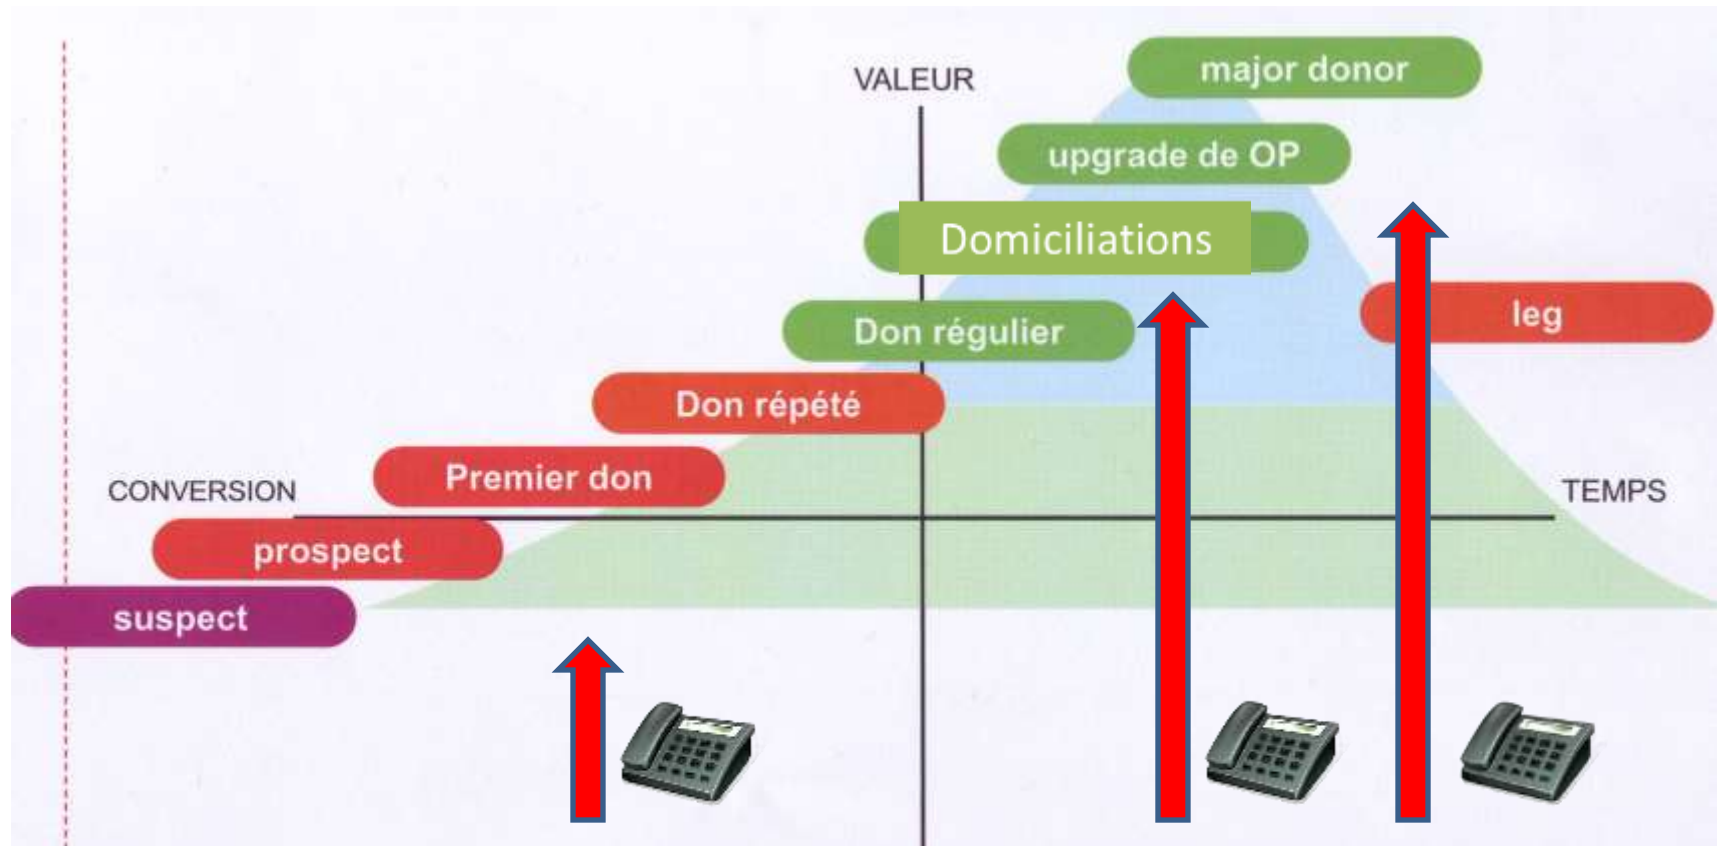 major donor
VALEUR
upgrade de OP
Domiciliations
leg
Don régulier
Don répété
Premier don
CONVERSION
TEMPS
prospect
suspect